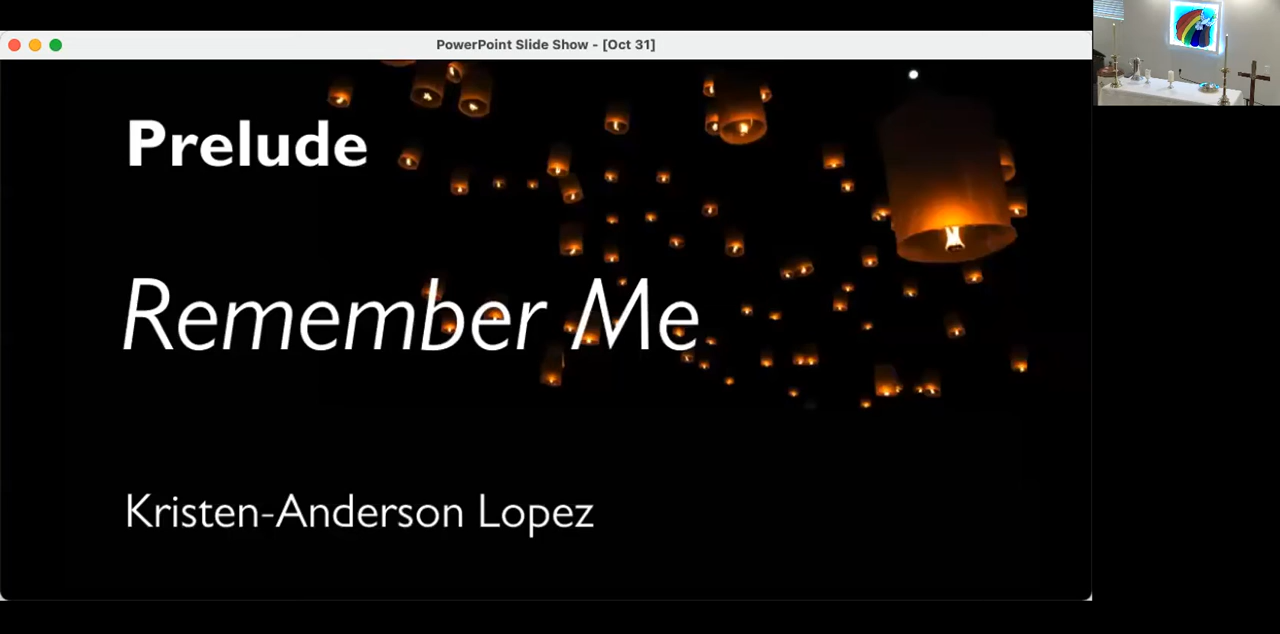 PowerPoint Slide Show - [Oct 31]
Prelude
Remember Me
Kristen-Anderson Lopez